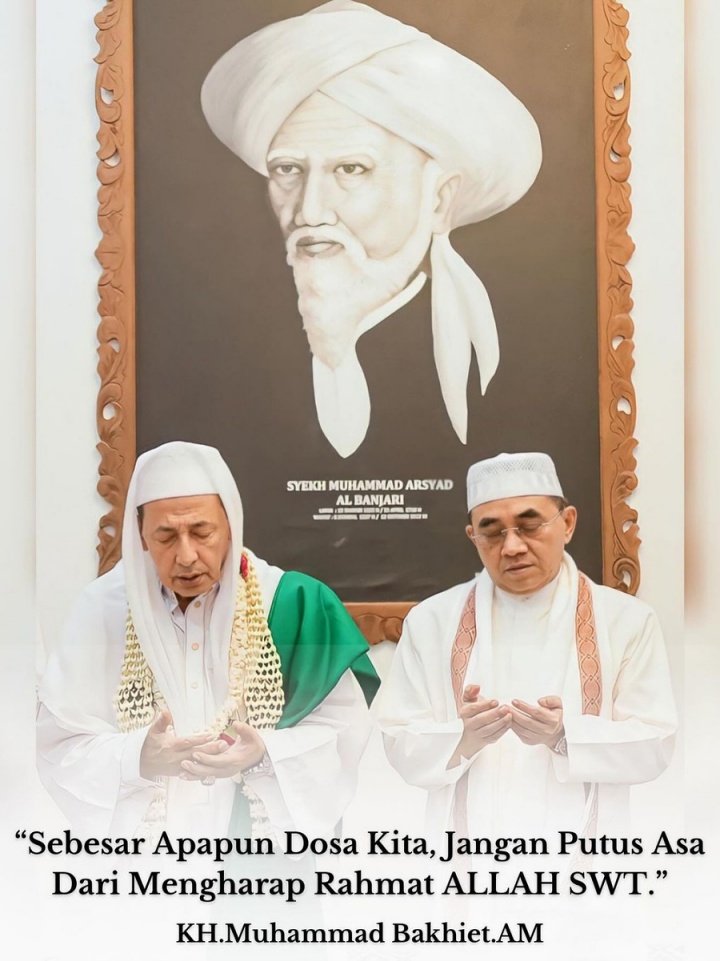 SYEKH MUHAMMAD ARSYAD
AL BANJARI
“Sebesar Apapun Dosa Kita, Jangan Putus Asa
Dari Mengharap Rahmat ALLAH SWT.”
KH.Muhammad Bakhiet.AM